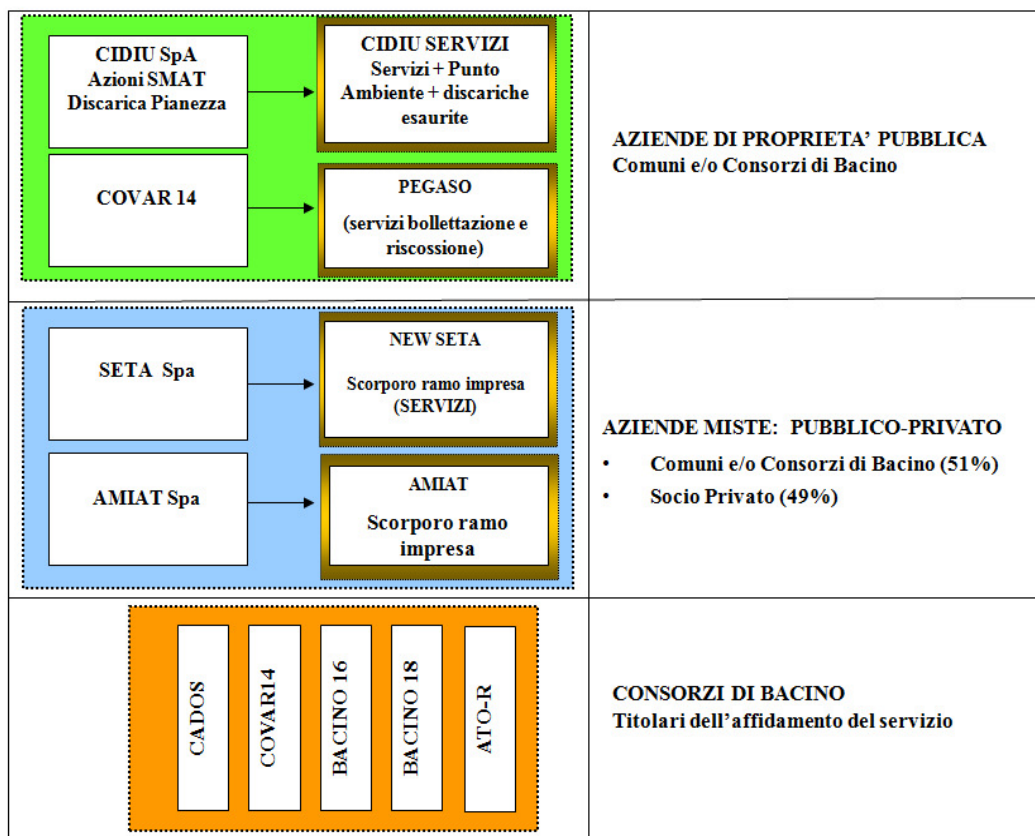 CIDIU SpA
Azioni SMAT
Discarica Pianezza
CIDIU SERVIZI
Servizi + Punto
Ambiente + discariche
esaurite
COVAR 14
PEGASO
(servizi bollettazione e
riscossione)
AZIENDE DI PROPRIETA’ PUBBLICA
Comuni e/o Consorzi di Bacino
SETA Spa
NEW SETA
Scorporo ramo impresa
(SERVIZI)
AMIAT Spa
AMIAT
Scorporo ramo
impresa
AZIENDE MISTE: PUBBLICO-PRIVATO
• Comuni e/o Consorzi di Bacino (51%)
• Socio Privato (49%)
CADOS
COVAR14
BACINO 16
BACINO 18
ATO-R
CONSORZI DI BACINO
Titolari dell’affidamento del servizio